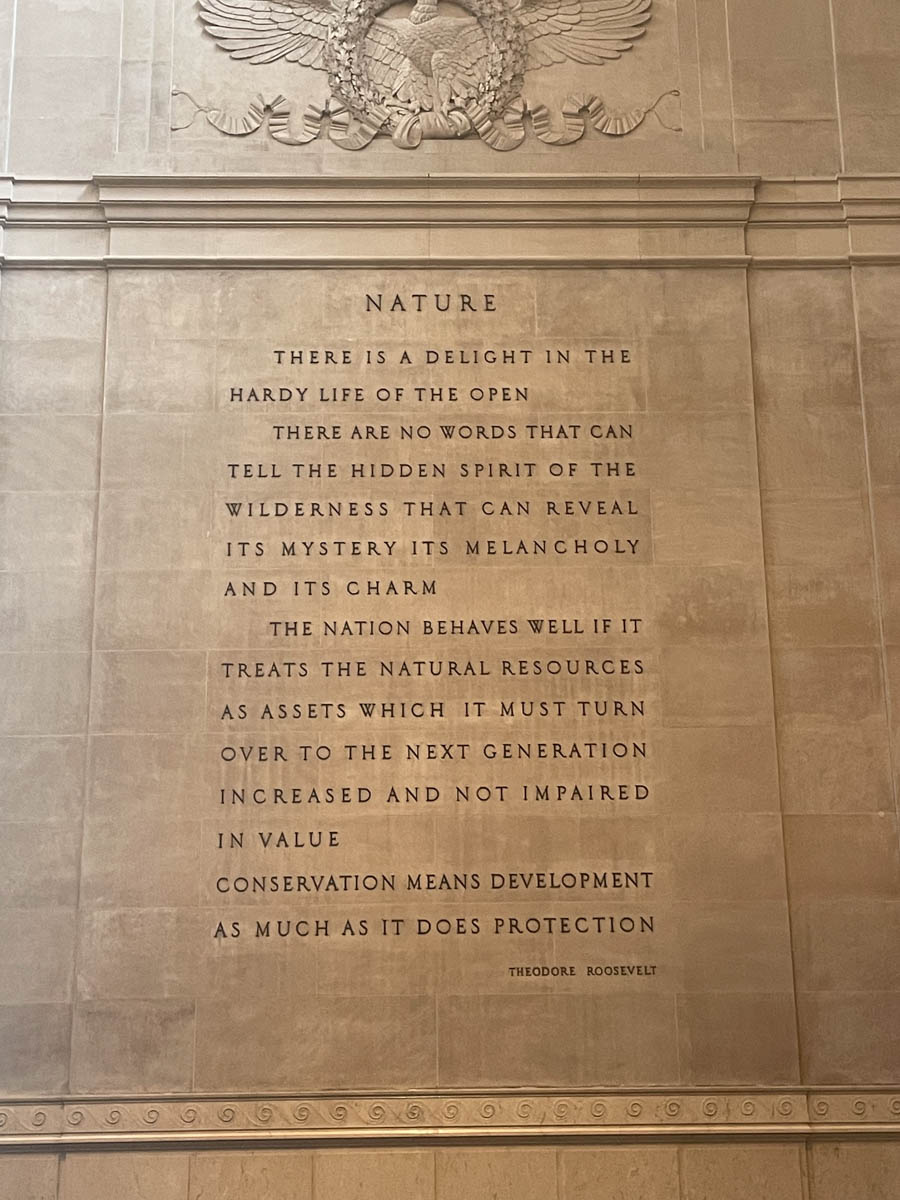 NATURE
THERE IS A DELIGHT IN THE
HARDY LIFE OF THE OPEN
THERE ARE NO WORDS THAT CAN
TELL THE HIDDEN SPIRIT OF THE
WILDERNESS THAT CAN REVEAL
ITS MYSTERY ITS MELANCHOLY
AND ITS CHARM
THE NATION BEHAVES WELL IF IT
TREATS THE NATURAL RESOURCES
AS ASSETS WHICH IT MUST TURN
OVER TO THE NEXT GENERATION
INCREASED AND NOT IMPAIRED
IN VALUE
CONSERVATION MEANS DEVELOPMENT
AS MUCH AS IT DOES PROTECTION
THEODORE ROOSEVELT